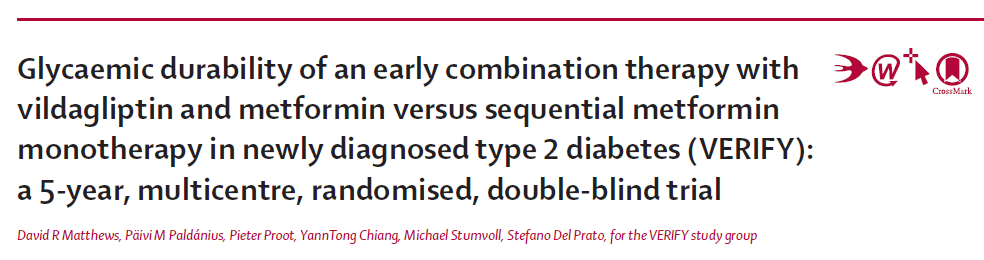 Glycaemic durability of an early combination therapy with
vildagliptin and metformin versus sequential metformin
monotherapy in newly diagnosed type 2 diabetes (VERIFY):
a 5-year, multicentre, randomised, double-blind trial
W
CrossMark
David R Matthews, Päivi M Paldánius, Pieter Proot, YannTong Chiang, Michael Stumvoll, Stefano Del Prato, for the VERIFY study group